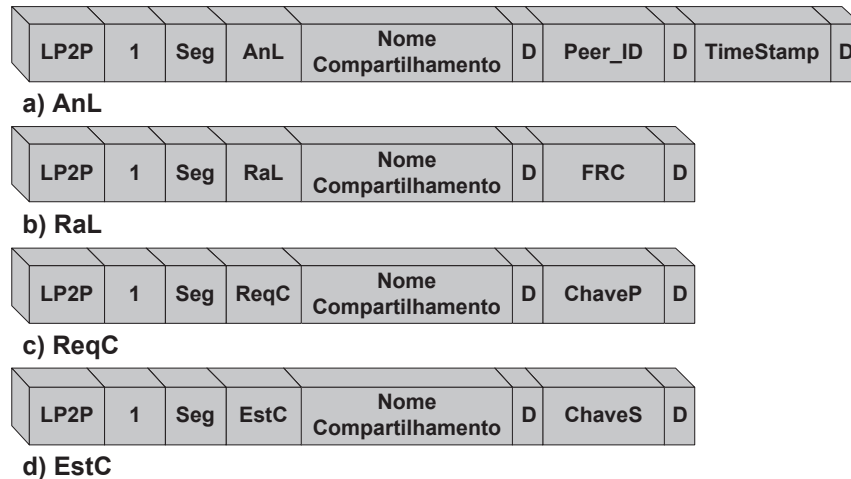 LP2P 1 Seg AnL Nome Compartilhamento D Peer_ID D TimeStamp D
a) AnL
LP2P 1 Seg RaL Nome Compartilhamento D FRC D
b) RaL
LP2P 1 Seg ReqC Nome Compartilhamento D ChaveP D
c) ReqC
LP2P 1 Seg EstC Nome Compartilhamento D ChaveS D
d) EstC